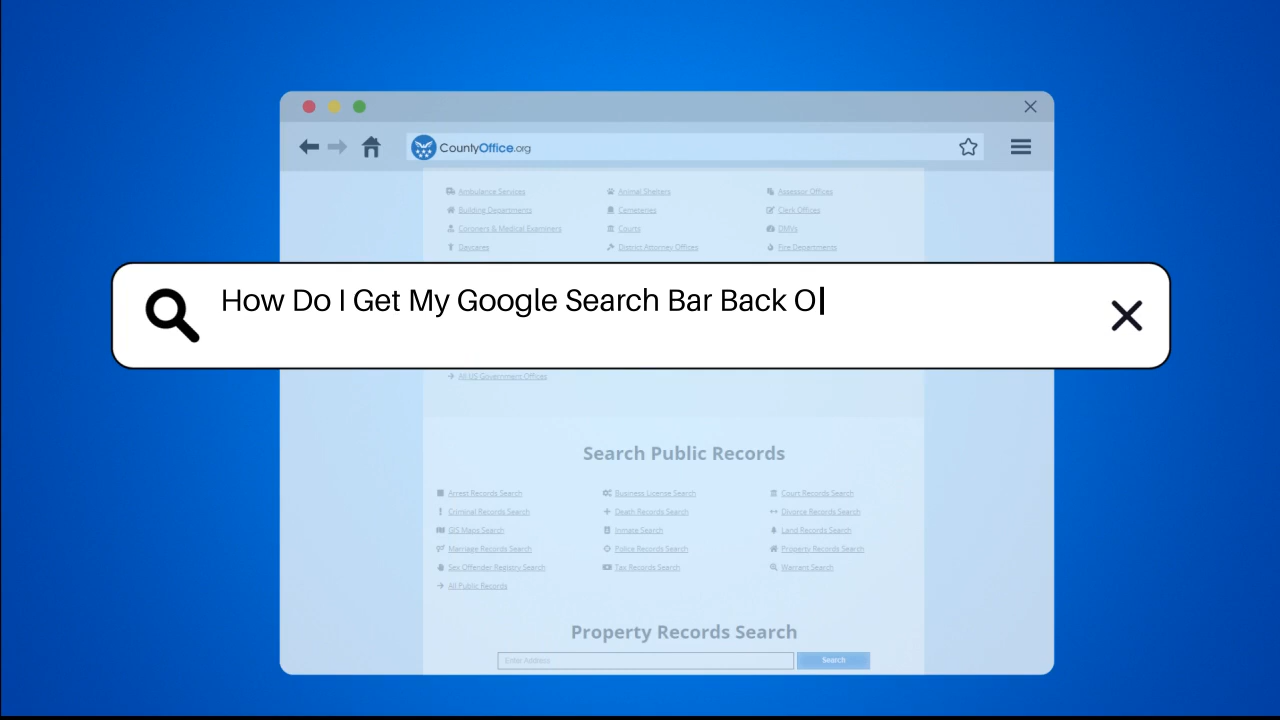 CountyOffice.org
Ambulance Services Animal Shelters Assessor Offices
Building Departments Cemeteries Clerk Offices
Coroners & Medical Examiners Courts DMVs
Daycares District Attorney Offices Fire Departments
How Do I Get My Google Search Bar Back O
All US Government Offices
Search Public Records
Arrest Records Search Business License Search Court Records Search
Criminal Records Search Death Records Search Divorce Records Search
GIS Maps Search Inmate Search Land Records Search
Marriage Records Search Police Records Search Property Records Search
Sex Offender Registry Search Tax Records Search Warrant Search
All Public Records
Property Records Search
Enter Address Search